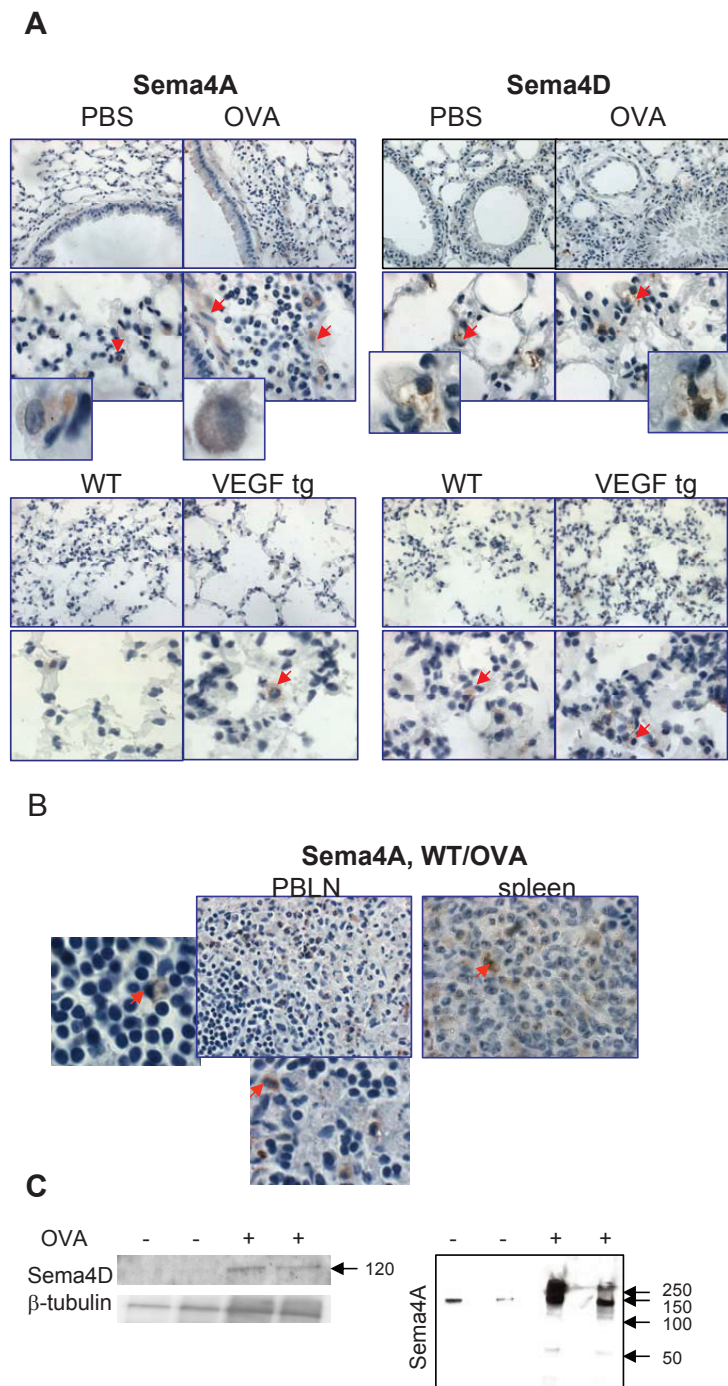 A
Sema4A Sema4D
PBS OVA PBS OVA
WT VEGF tg WT VEGF tg
B
Sema4A, WT/OVA
PBLN spleen
C
OVA - - + + - - + +
Sema4D 120
β-tubulin
Sema4A
250
150
100
50